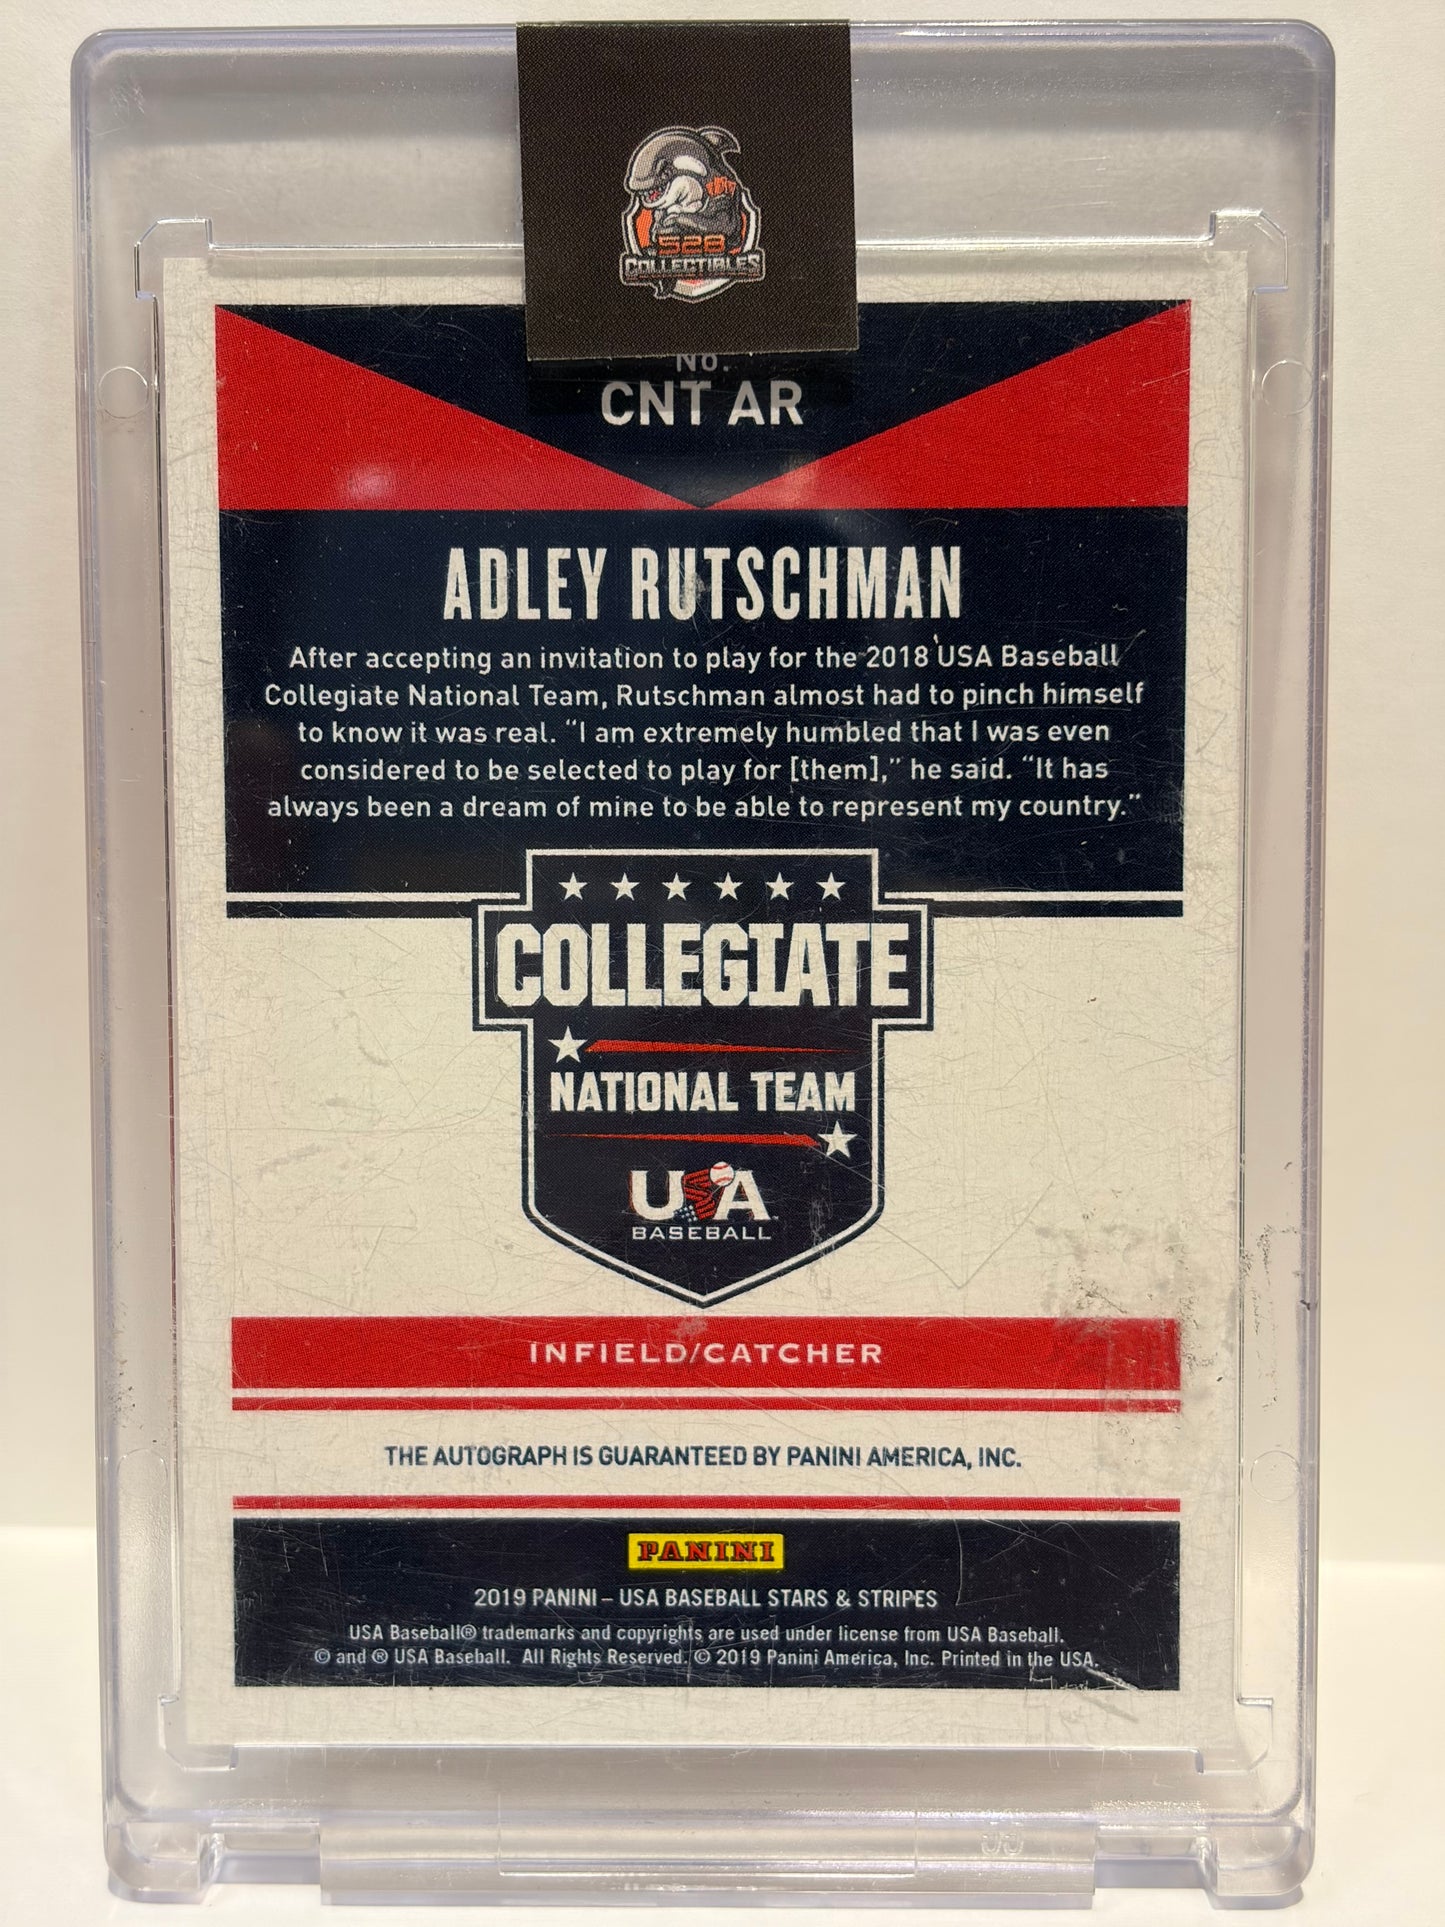 528
COLLECTIBLES
No.
CNT AR
ADLEY RUTSCHMAN
After accepting an invitation to play for the 2018 USA Baseball
Collegiate National Team, Rutschman almost had to pinch himself
to know it was real. “I am extremely humbled that I was even
considered to be selected to play for [them],” he said. “It has
always been a dream of mine to be able to represent my country.”
COLLEGIATE
NATIONAL TEAM
USA
BASEBALL
INFIELD/CATCHER
THE AUTOGRAPH IS GUARANTEED BY PANINI AMERICA, INC.
PANINI
2019 PANINI – USA BASEBALL STARS & STRIPES
USA Baseball® trademarks and copyrights are used under license from USA Baseball.
© and ® USA Baseball. All Rights Reserved. © 2019 Panini America, Inc. Printed in the USA.